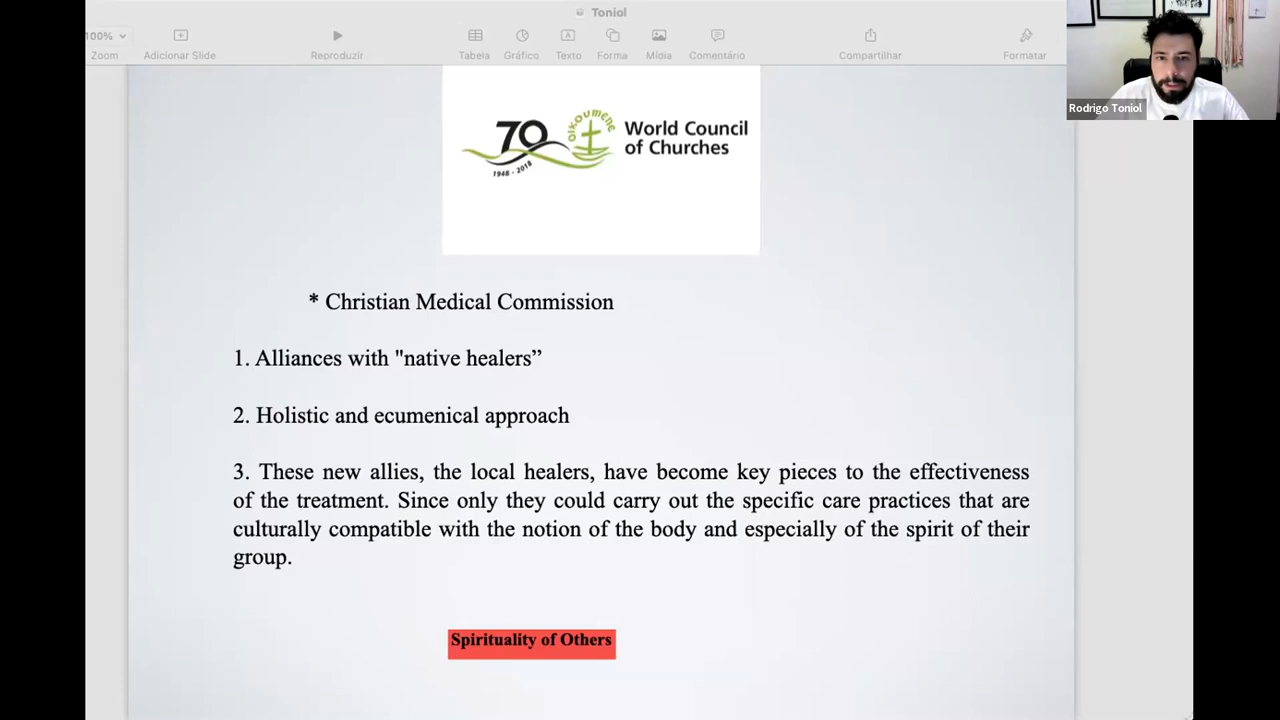 Toniol
100%
Zoom
Adicionar Slide
Reproduzir
Tabela
Gráfico
Texto
Forma
Mídia
Comentário
Compartilhar
Formatar
Rodrigo Toniol
70
1948 - 2018
OIKOUMENE
World Council
of Churches
* Christian Medical Commission
1. Alliances with "native healers”
2. Holistic and ecumenical approach
3. These new allies, the local healers, have become key pieces to the effectiveness
of the treatment. Since only they could carry out the specific care practices that are
culturally compatible with the notion of the body and especially of the spirit of their
group.
Spirituality of Others